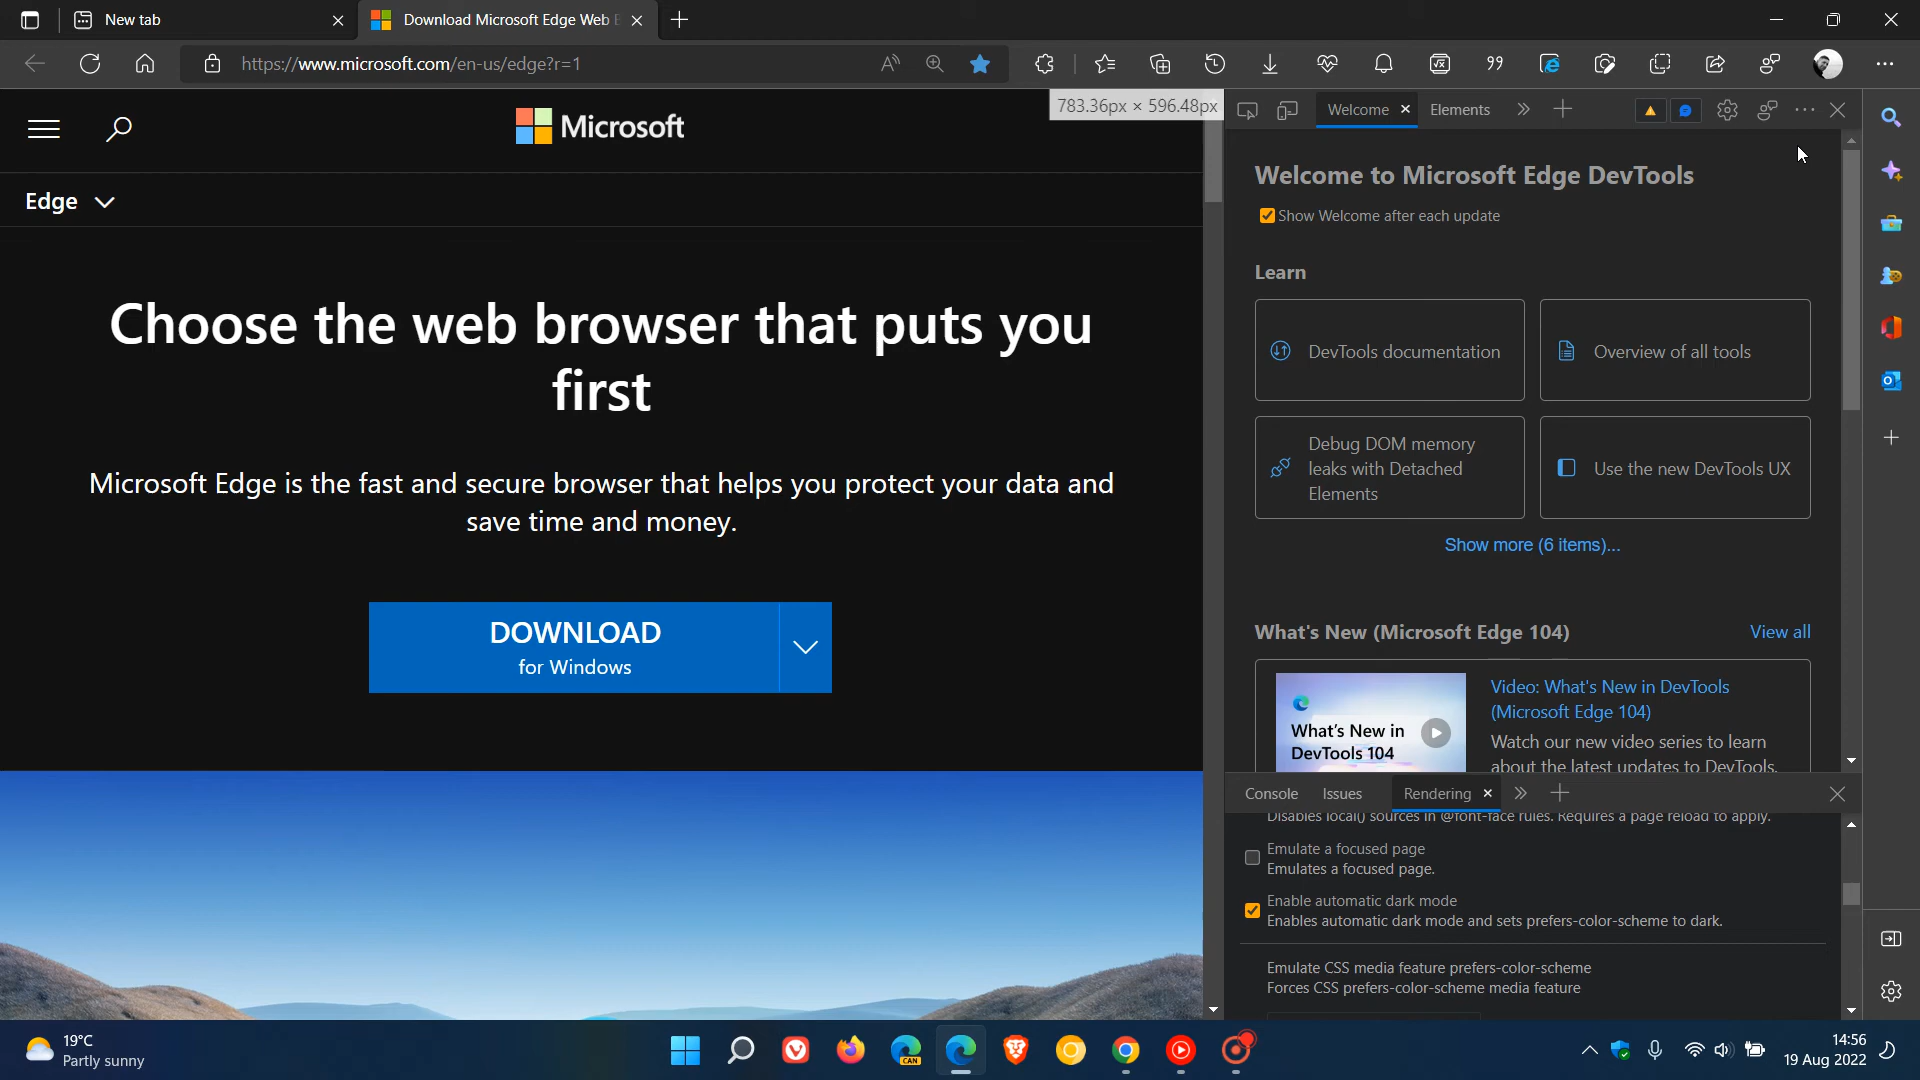 New tab
Download Microsoft Edge Web
https://www.microsoft.com/en-us/edge?r=1
Microsoft
783.36px × 596.48px
Welcome
Elements
Edge
Welcome to Microsoft Edge DevTools
Show Welcome after each update
Choose the web browser that puts you
first
Microsoft Edge is the fast and secure browser that helps you protect your data and
save time and money.
DOWNLOAD
for Windows
Learn
DevTools documentation
Overview of all tools
Debug DOM memory
leaks with Detached
Elements
Use the new DevTools UX
Show more (6 items)...
What's New (Microsoft Edge 104)
View all
What's New in
DevTools 104
Video: What's New in DevTools
(Microsoft Edge 104)
Watch our new video series to learn
about the latest updates to DevTools.
Console
Issues
Rendering
Disables local() sources in @font-face rules. Requires a page reload to apply.
Emulate a focused page
Emulates a focused page.
Enable automatic dark mode
Enables automatic dark mode and sets prefers-color-scheme to dark.
Emulate CSS media feature prefers-color-scheme
Forces CSS prefers-color-scheme media feature
19°C
Partly sunny
CAN
14:56
19 Aug 2022